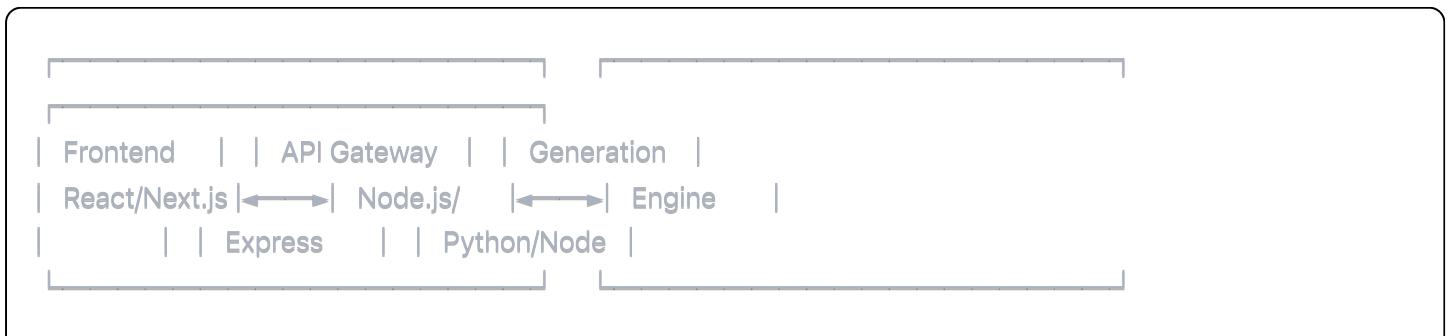 | Frontend | | API Gateway | | Generation |
| React/Next.js |◄──►| Node.js/ |◄──►| Engine |
| | | Express | | Python/Node |